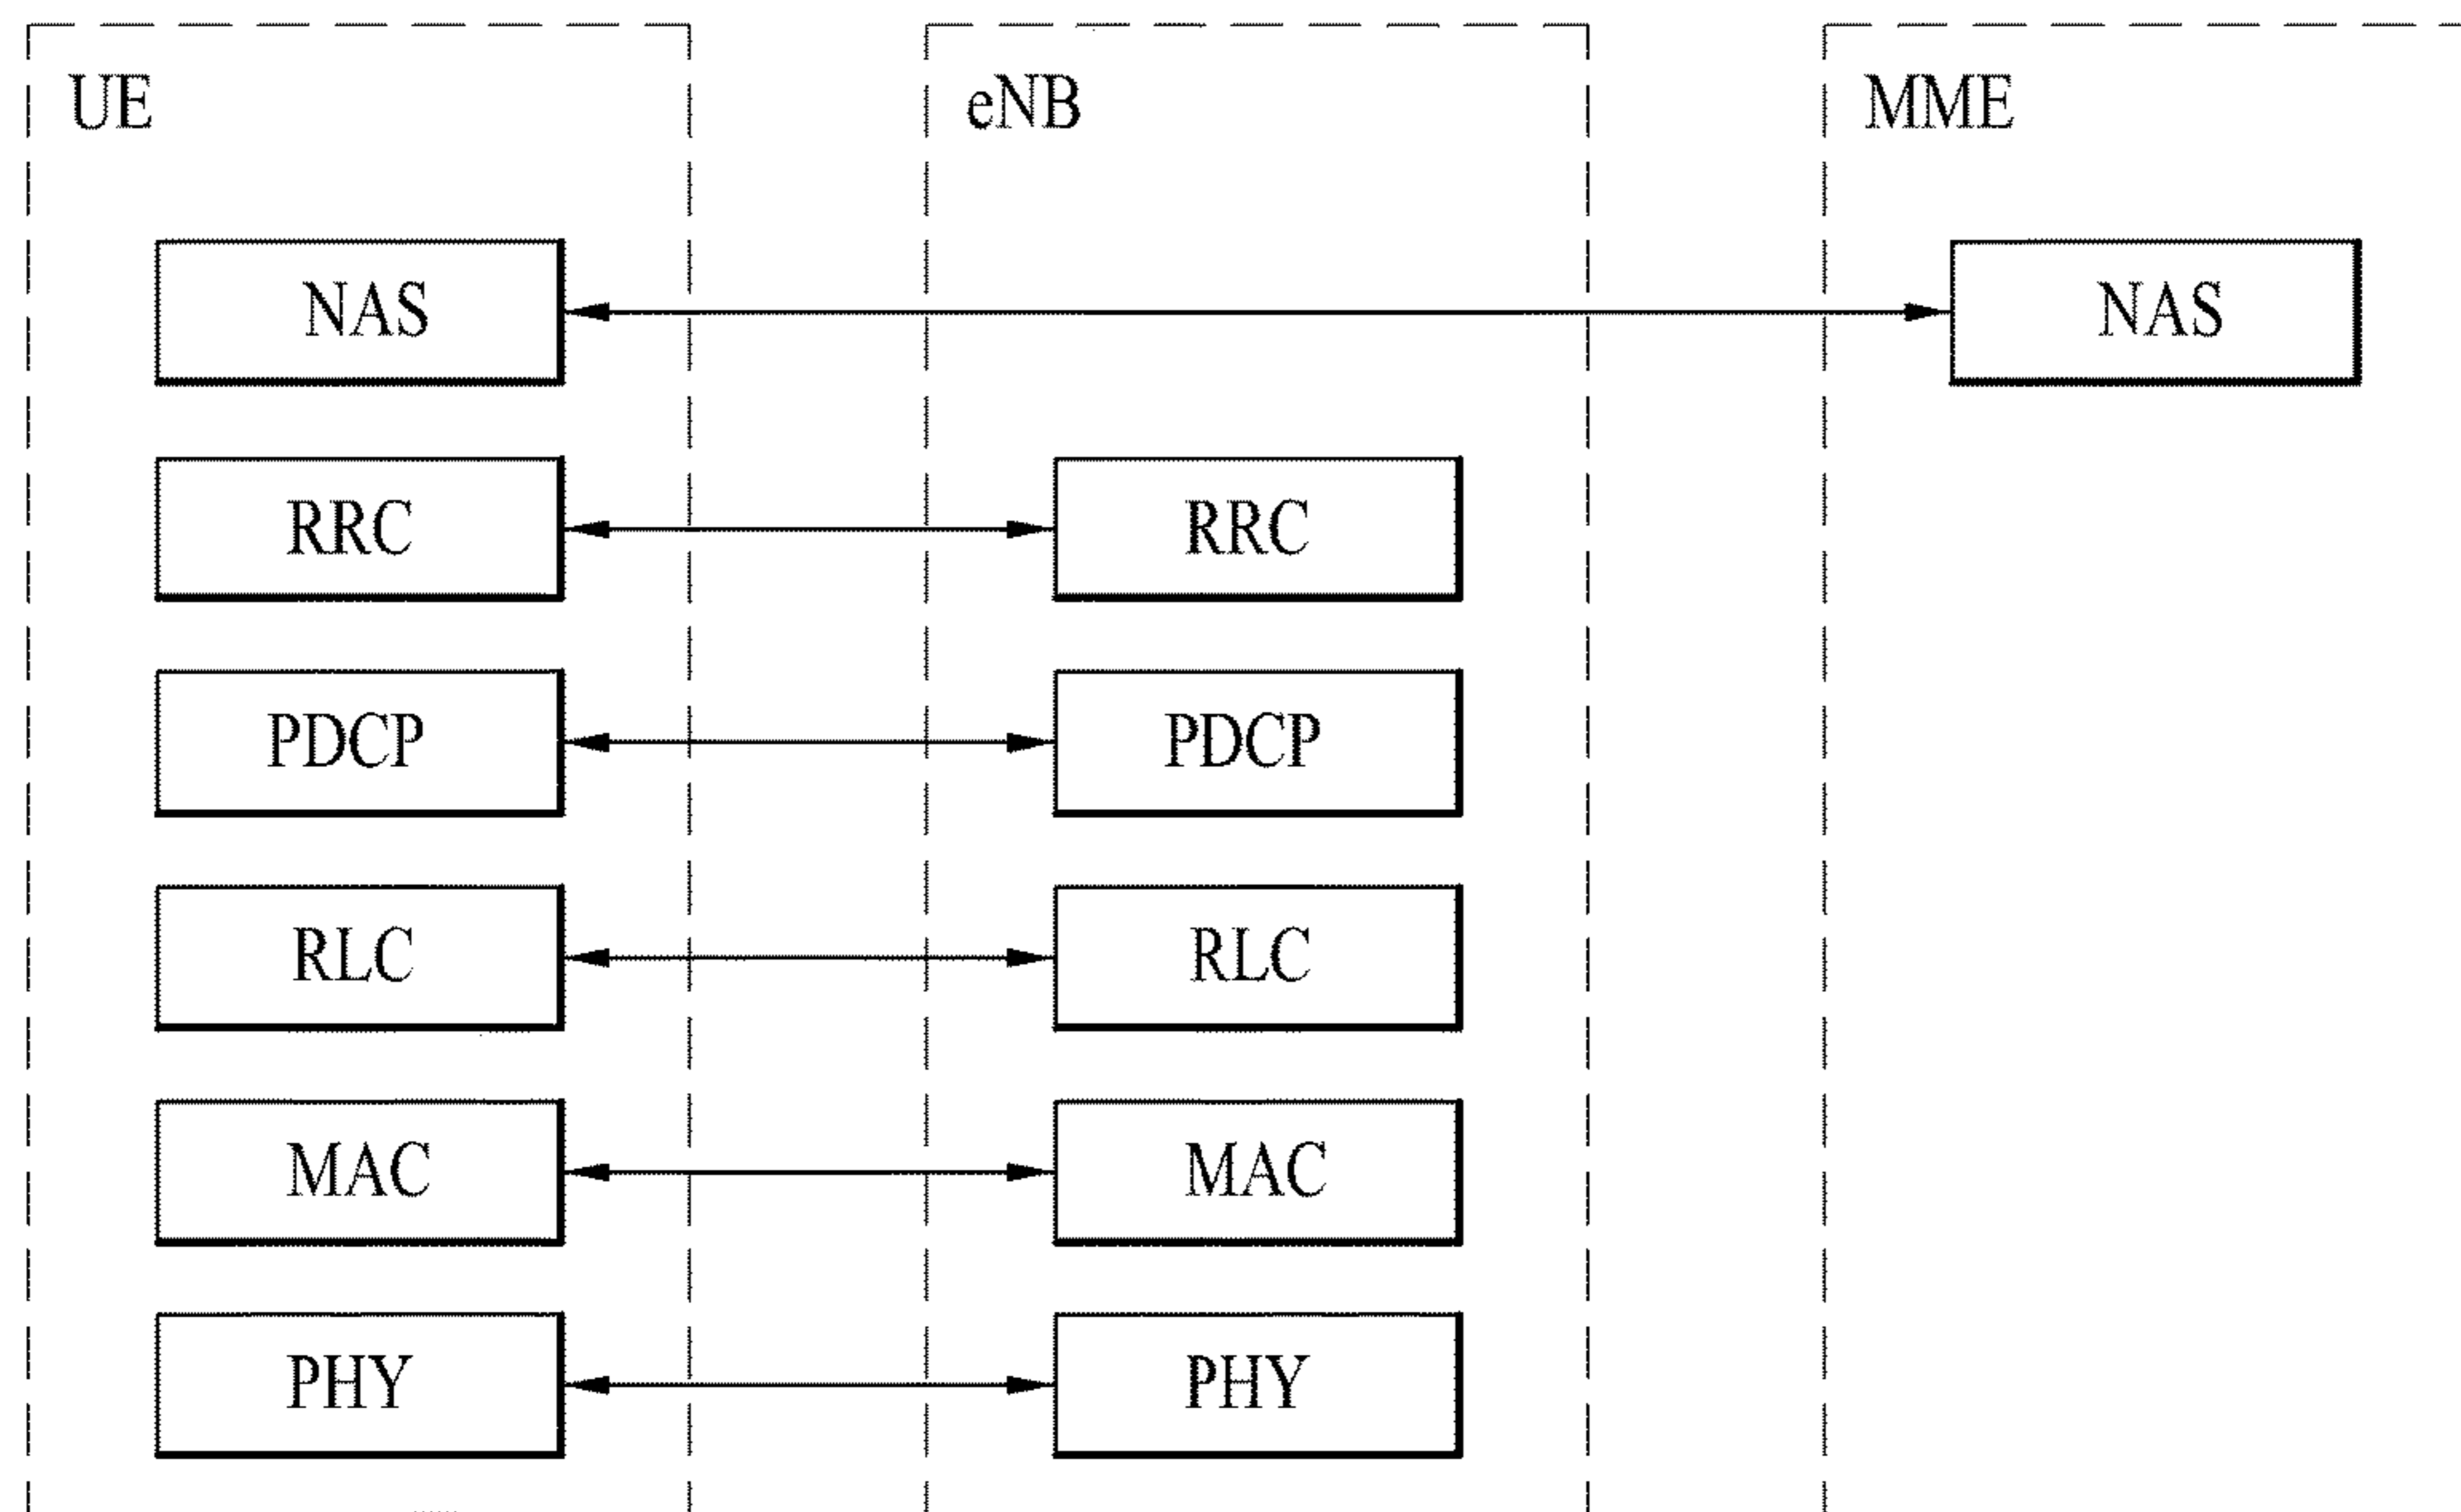 UE eNB MME
NAS NAS
RRC RRC
PDCP PDCP
RLC RLC
MAC MAC
PHY PHY